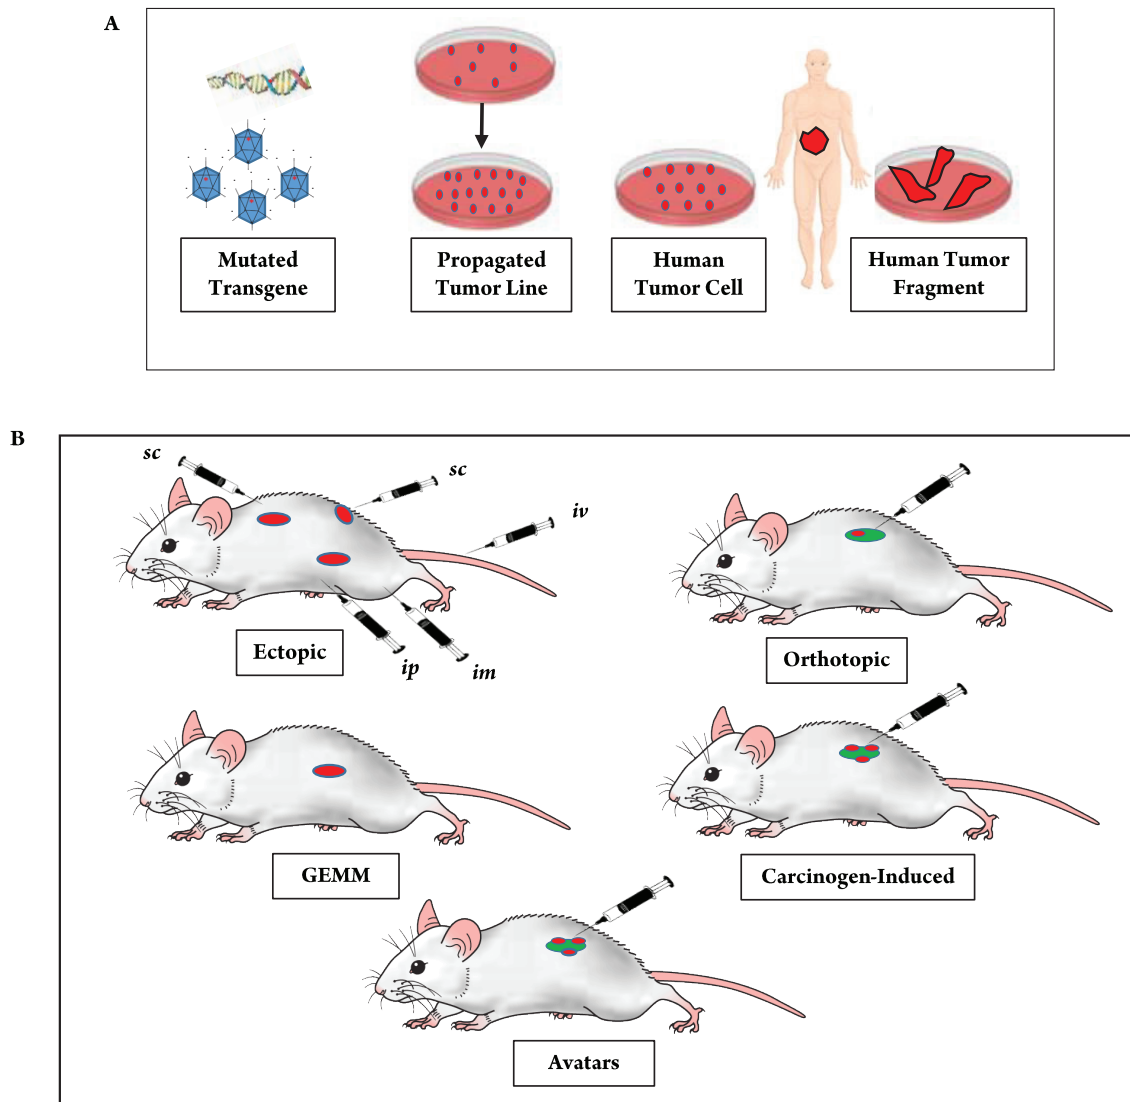 A
Mutated
Transgene
Propagated
Tumor Line
Human
Tumor Cell
Human Tumor
Fragment
B
sc
sc
iv
ip
im
Ectopic
Orthotopic
GEMM
Carcinogen-Induced
Avatars